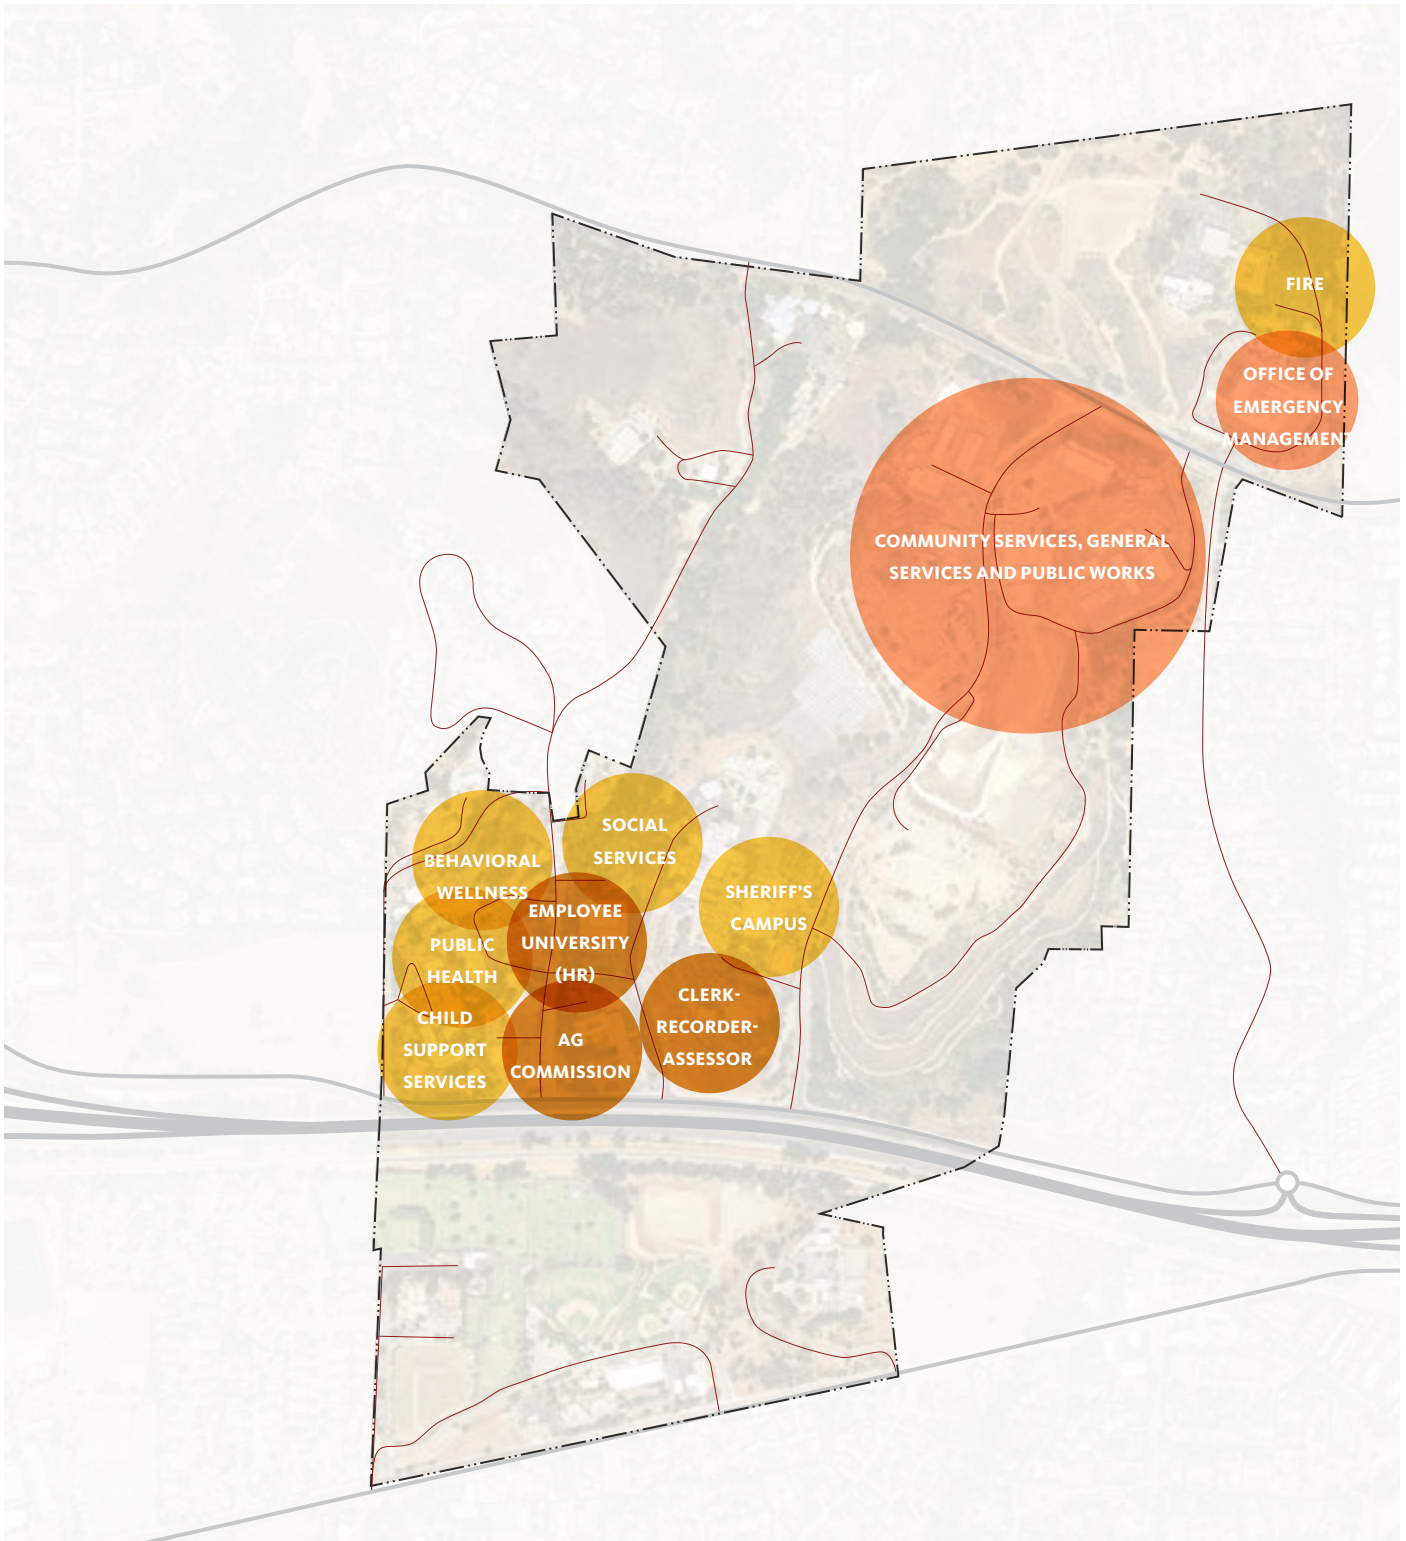 FIRE
OFFICE OF
EMERGENCY
MANAGEMENT
COMMUNITY SERVICES, GENERAL
SERVICES AND PUBLIC WORKS
SOCIAL
SERVICES
BEHAVIORAL
WELLNESS
SHERIFF'S
CAMPUS
EMPLOYEE
UNIVERSITY
(HR)
PUBLIC
HEALTH
CLERK-
RECORDER-
ASSESSOR
CHILD
SUPPORT
SERVICES
AG
COMMISSION